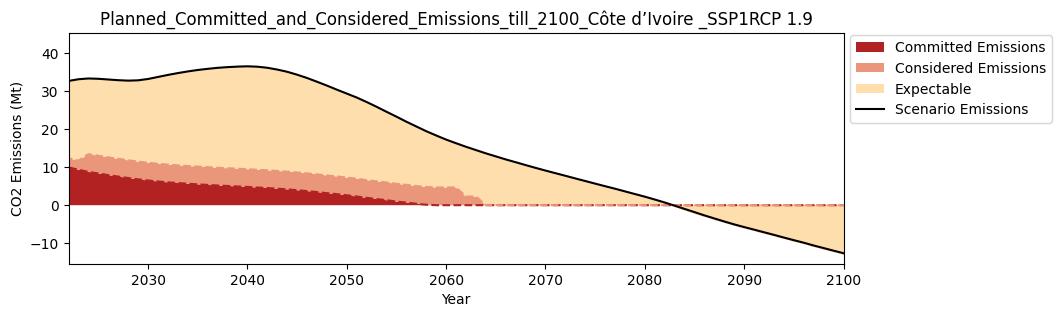 Planned_Committed_and_Considered_Emissions_till_2100_Côte d’Ivoire _SSP1RCP 1.9
CO2 Emissions (Mt)
40
30
20
10
0
−10
2030
2040
2050
2060
2070
2080
2090
2100
Year
Committed Emissions
Considered Emissions
Expectable
Scenario Emissions